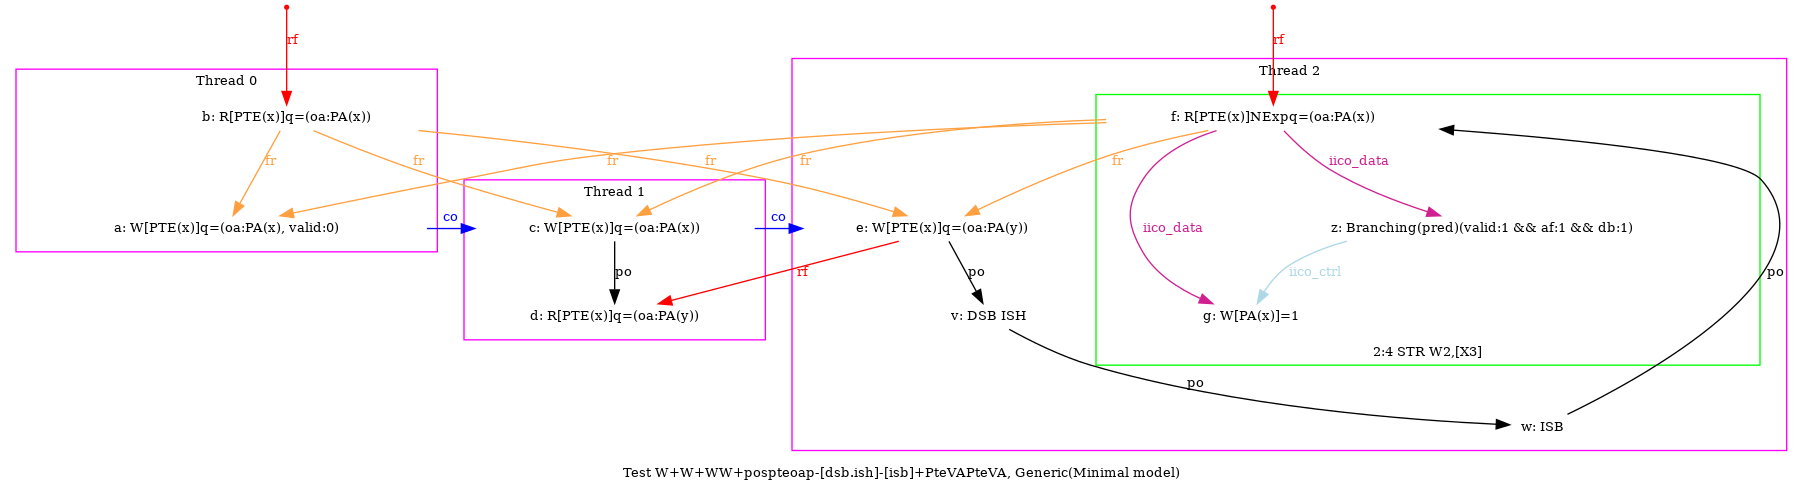 rf
rf
Thread 2
Thread 0
b: R[PTE(x)]q=(oa:PA(x))
f: R[PTE(x)]NExpq=(oa:PA(x))
fr
fr
fr
fr
fr
fr
iico_data
Thread 1
co
co
a: W[PTE(x)]q=(oa:PA(x), valid:0)
c: W[PTE(x)]q=(oa:PA(x))
e: W[PTE(x)]q=(oa:PA(y))
iico_data
z: Branching(pred)(valid:1 && af:1 && db:1)
po
rf
po
iico_ctrl
po
d: R[PTE(x)]q=(oa:PA(y))
v: DSB ISH
g: W[PA(x)]=1
2:4 STR W2,[X3]
po
w: ISB
Test W+W+WW+pospteoap-[dsb.ish]-[isb]+PteVAPteVA, Generic(Minimal model)